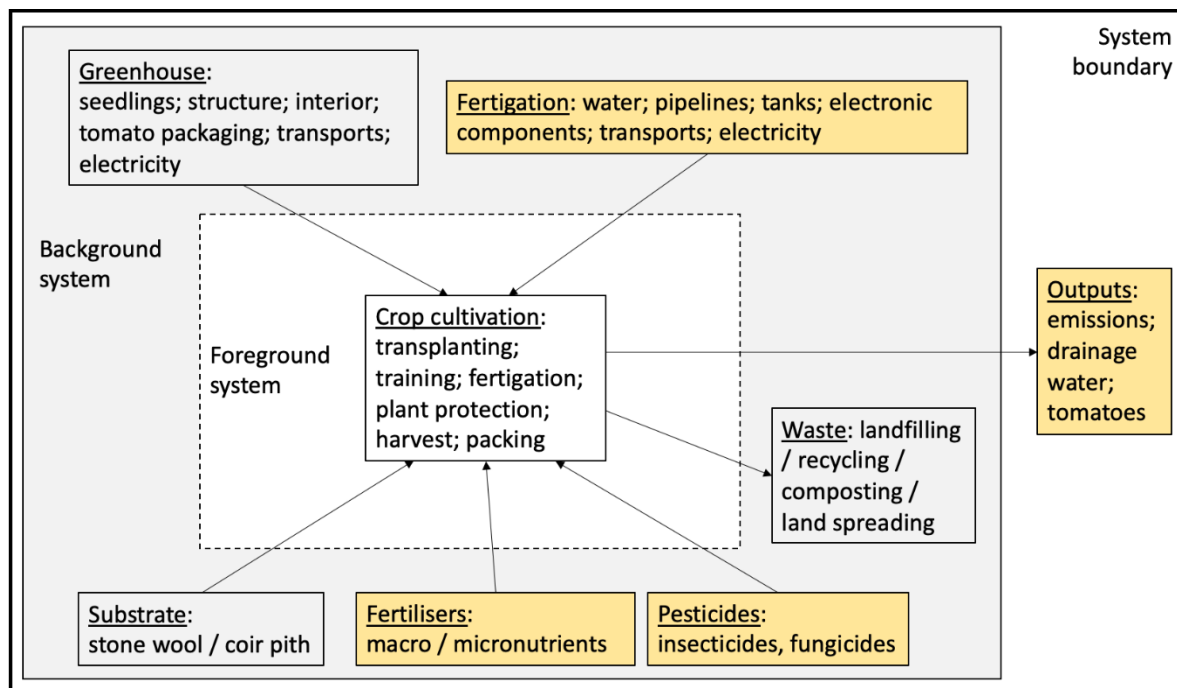 System
boundary
Greenhouse:
seedlings; structure; interior;
tomato packaging; transports;
electricity
Fertigation: water; pipelines; tanks; electronic
components; transports; electricity
Background
system
Foreground
system
Crop cultivation:
transplanting;
training; fertigation;
plant protection;
harvest; packing
Outputs:
emissions;
drainage
water;
tomatoes
Waste: landfilling
/ recycling /
composting /
land spreading
Substrate:
stone wool / coir pith
Fertilisers:
macro / micronutrients
Pesticides:
insecticides, fungicides